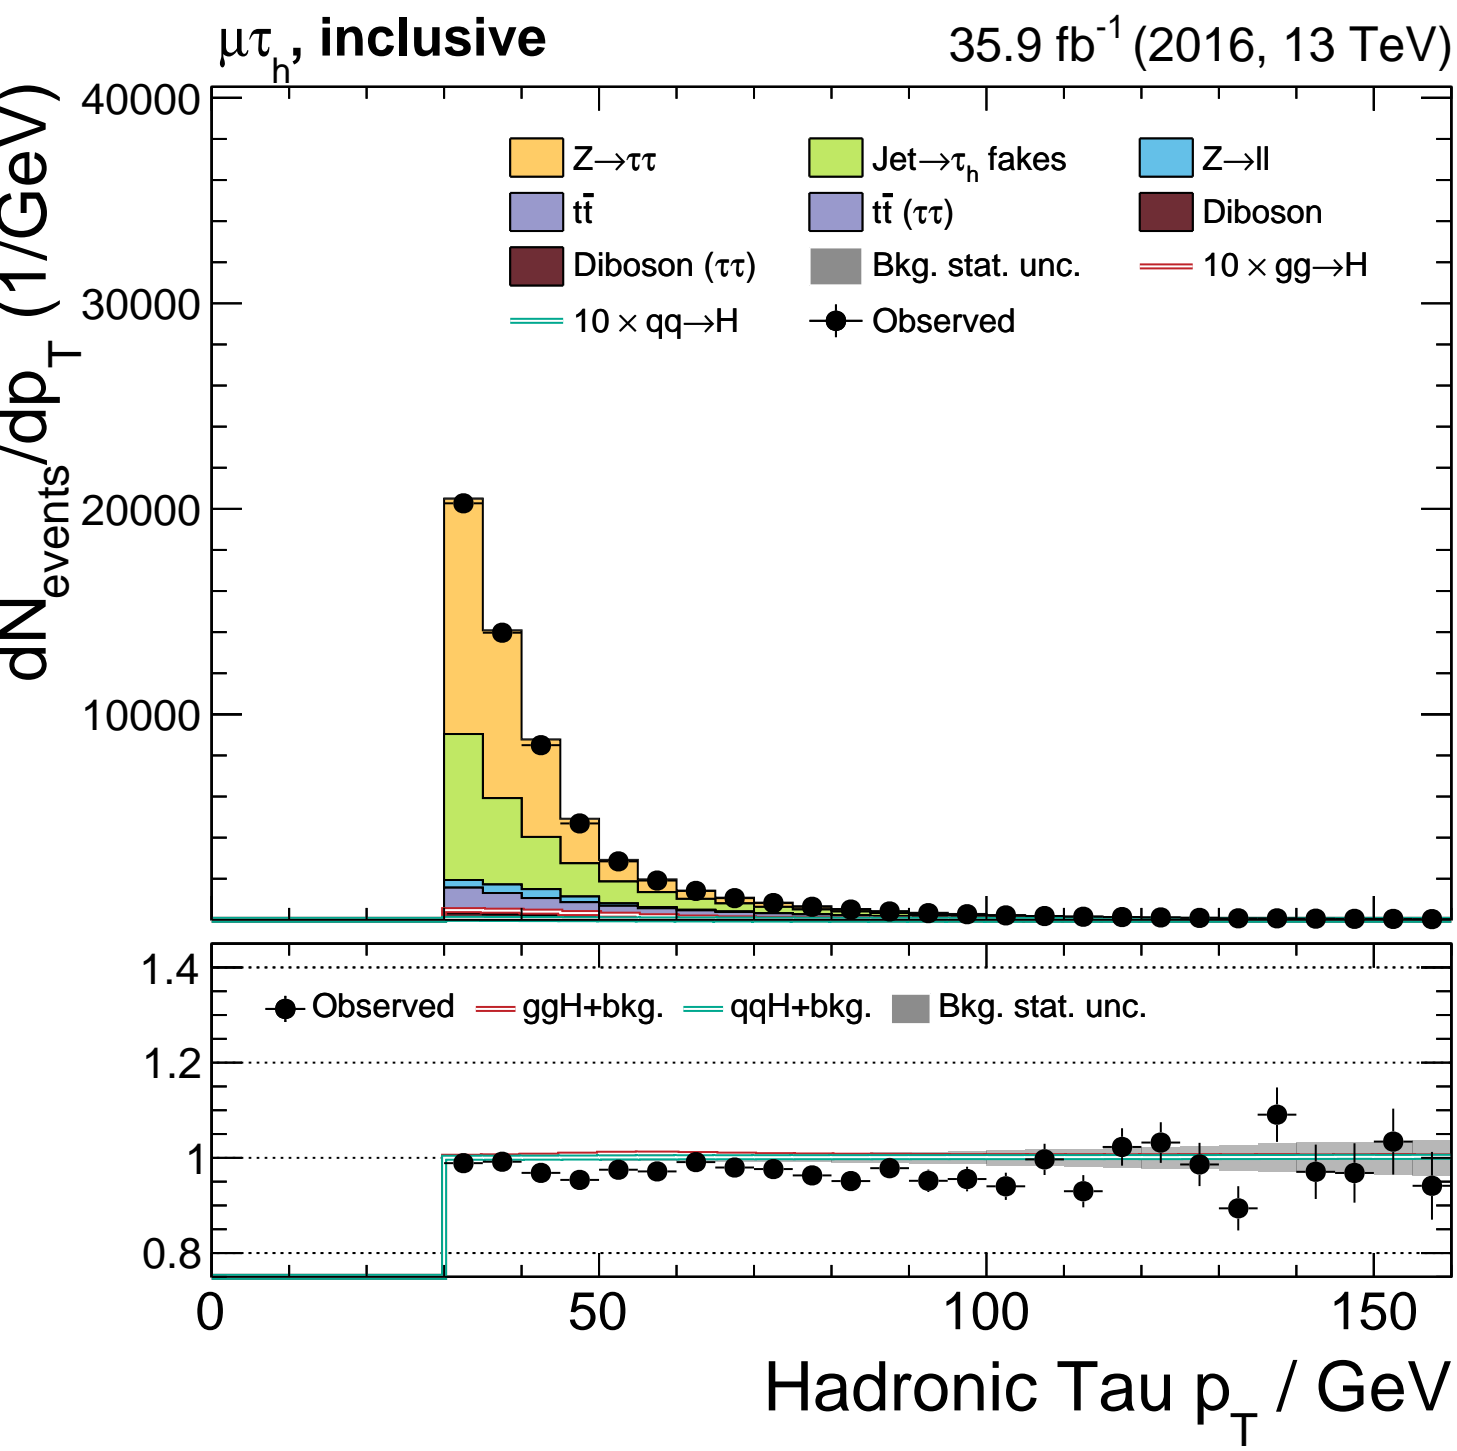 μτh, inclusive
35.9 fb-1 (2016, 13 TeV)
dNevents/dpT (1/GeV)
40000
30000
20000
10000
Z→ττ Jet→τh fakes Z→ll
tt̄ tt̄ (ττ) Diboson
Diboson (ττ) Bkg. stat. unc. 10 × gg→H
10 × qq→H Observed
1.4
1.2
1
0.8
Observed ggH+bkg. qqH+bkg. Bkg. stat. unc.
0 50 100 150
Hadronic Tau pT / GeV